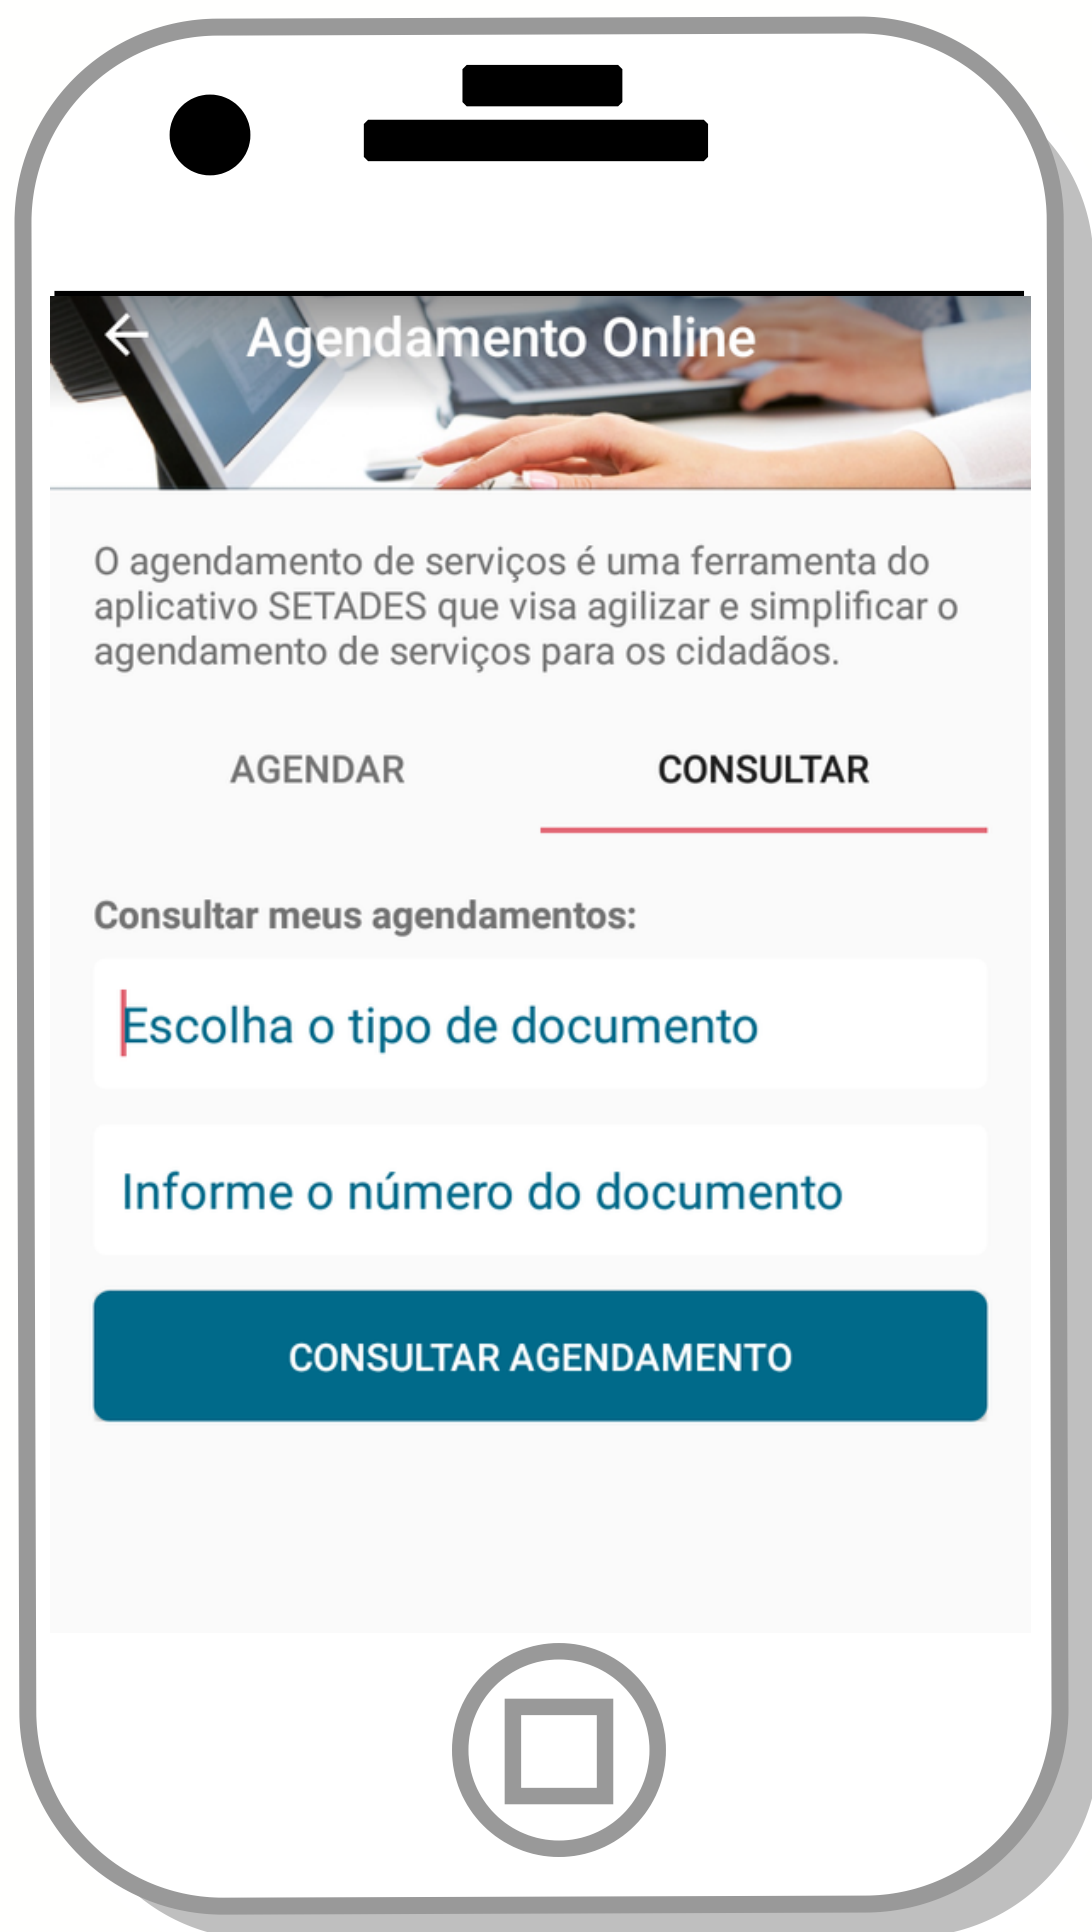 Agendamento Online
O agendamento de serviços é uma ferramenta do
aplicativo SETADES que visa agilizar e simplificar o
agendamento de serviços para os cidadãos.
AGENDAR CONSULTAR
Consultar meus agendamentos:
Escolha o tipo de documento
Informe o número do documento
CONSULTAR AGENDAMENTO